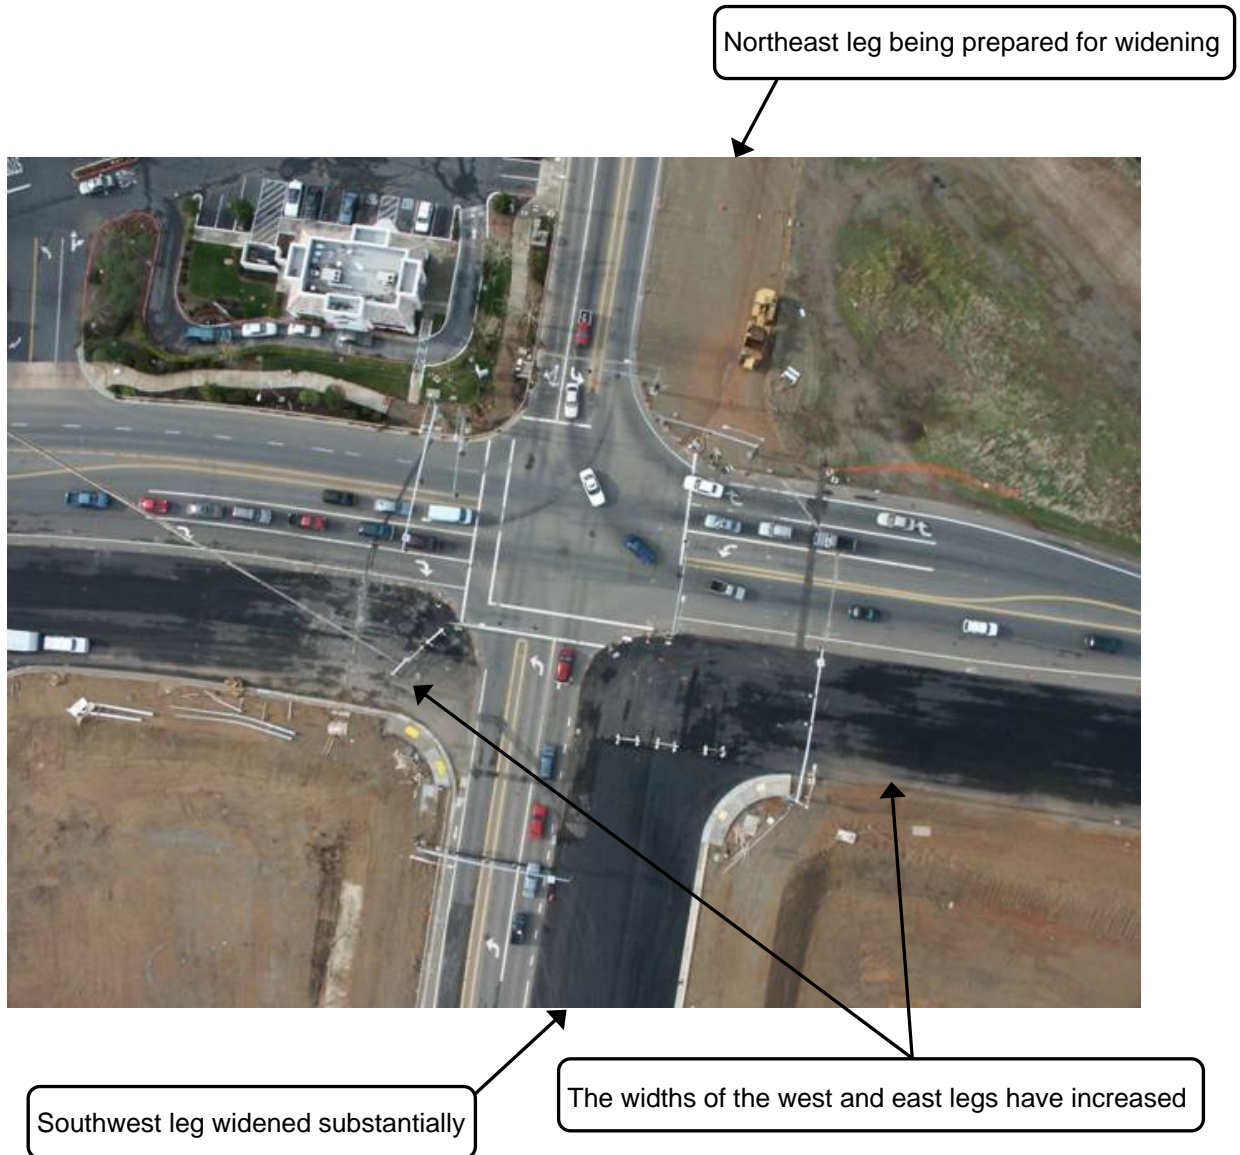 Northeast leg being prepared for widening
The widths of the west and east legs have increased
Southwest leg widened substantially